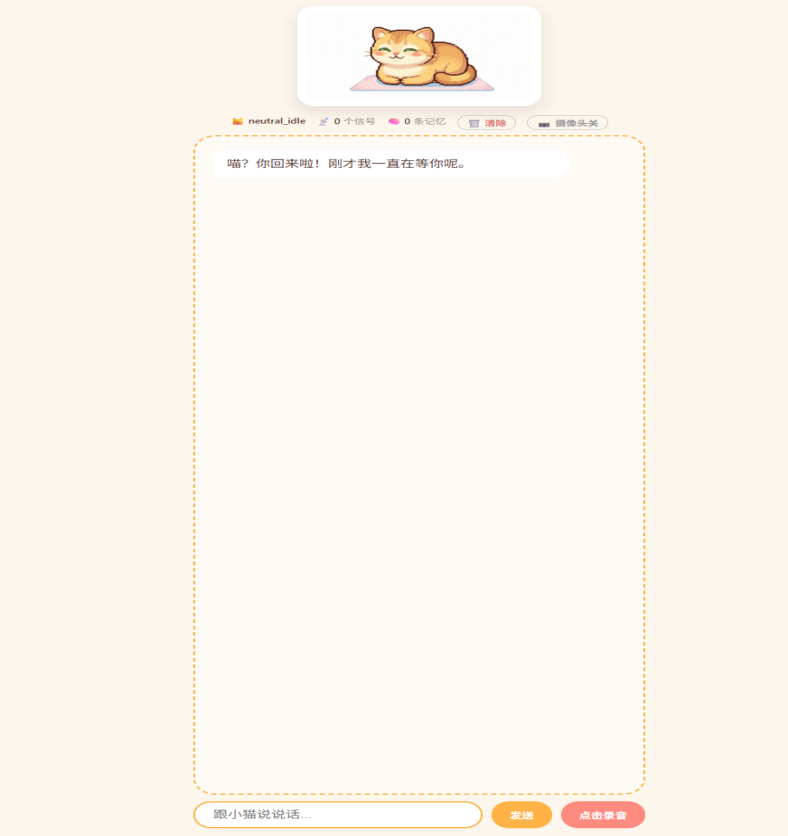 neutral_idle 0 个信号 0 条记忆 清除 摄像头关
喵？你回来啦！刚才我一直在等你呢。
跟小猫说说话... 发送 点击录音